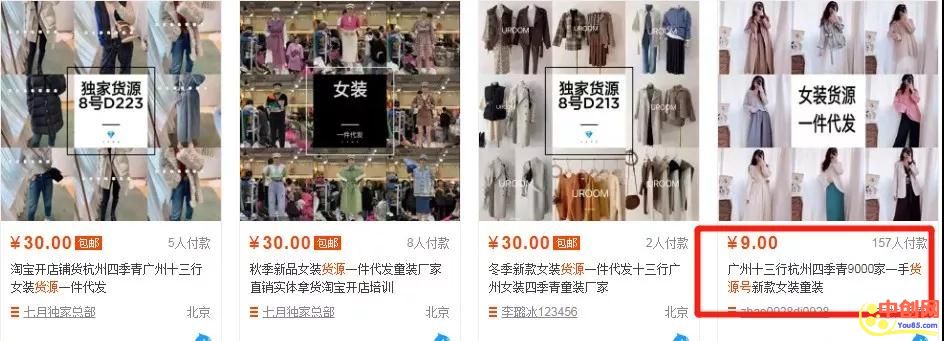 独家货源
8号D223
女装
一件代发
UROOM
UROOM
独家货源
8号D213
UROOM
UROOM
UROOM
女装货源
一件代发
¥30.00 包邮 5人付款
淘宝开店铺货杭州四季青广州十三行
女装货源一件代发
七月独家总部 北京
¥30.00 包邮 8人付款
秋季新品女装货源一件代发童装厂家
直销实体拿货淘宝开店培训
七月独家总部 北京
¥30.00 包邮 2人付款
冬季新款女装货源一件代发十三行广
州女装四季青童装厂家
李璐冰123456 北京
¥9.00 157人付款
广州十三行杭州四季青9000家一手货
源号新款女装童装
中创网
You85.com